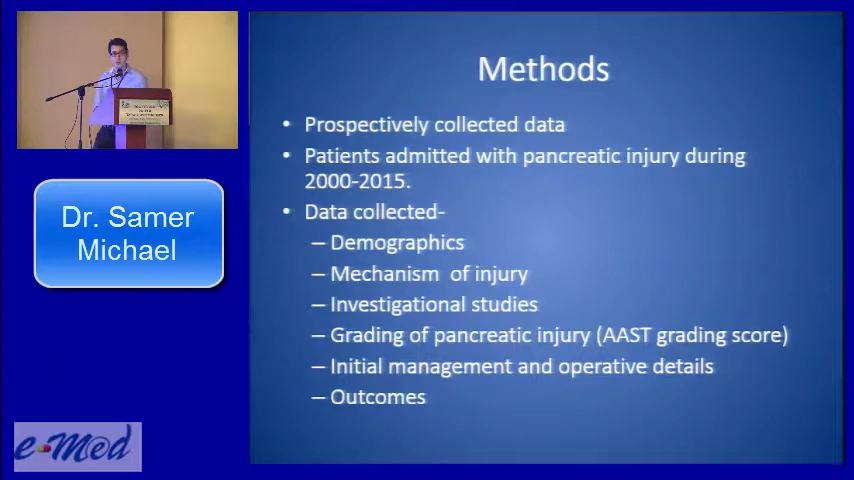 Methods
• Prospectively collected data
• Patients admitted with pancreatic injury during
2000-2015.
• Data collected-
– Demographics
– Mechanism of injury
– Investigational studies
– Grading of pancreatic injury (AAST grading score)
– Initial management and operative details
– Outcomes
Dr. Samer
Michael
e-Med